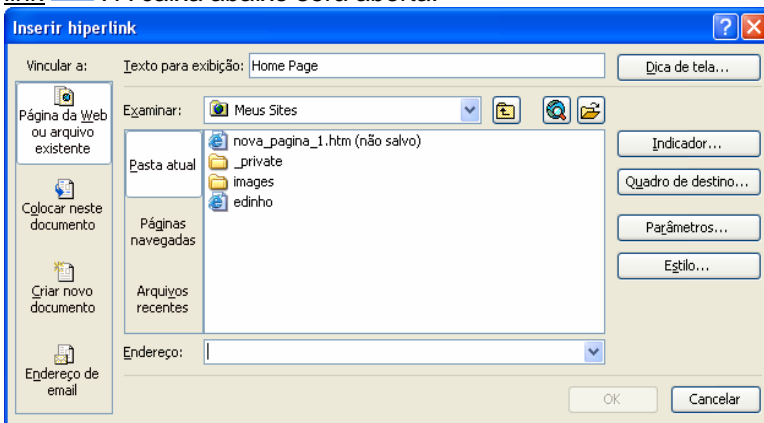 Inserir hiperlink
Vincular a:
Texto para exibição: Home Page
Dica de tela...
Página da Web
ou arquivo
existente
Examinar: Meus Sites
Pasta atual
nova_pagina_1.htm (não salvo)
_private
images
edinho
Indicador...
Quadro de destino...
Colocar neste
documento
Páginas
navegadas
Parâmetros...
Estilo...
Criar novo
documento
Arquivos
recentes
Endereço:
Endereço de
email
OK
Cancelar